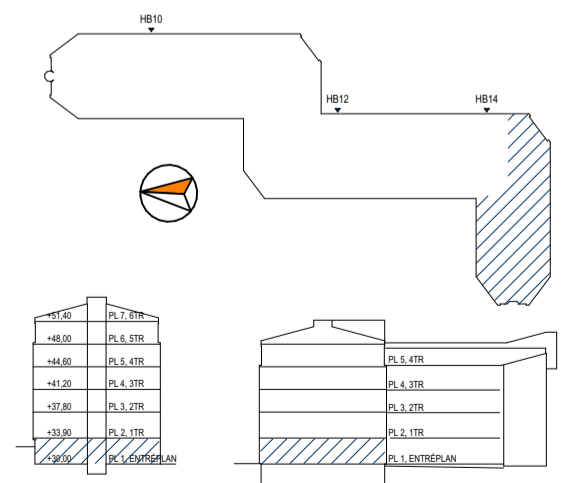 HB10
HB12
HB14
+51,40 PL 7, 6TR
+48,00 PL 6, 5TR
+44,60 PL 5, 4TR
+41,20 PL 4, 3TR
+37,80 PL 3, 2TR
+33,90 PL 2, 1TR
+30,00 PL 1, ENTRÉPLAN
PL 5, 4TR
PL 4, 3TR
PL 3, 2TR
PL 2, 1TR
PL 1, ENTRÉPLAN